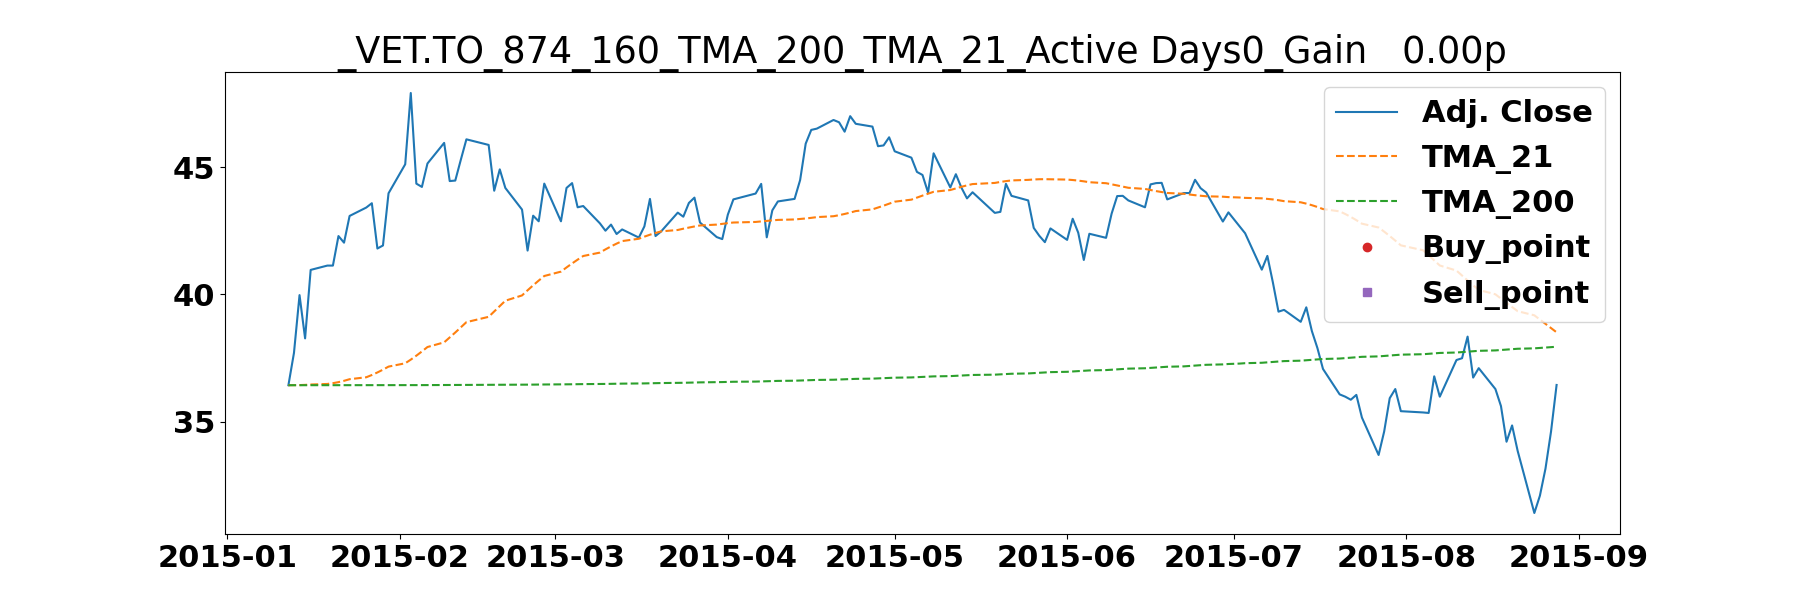 _VET.TO_874_160_TMA_200_TMA_21_Active Days0_Gain   0.00p
Adj. Close
TMA_21
TMA_200
Buy_point
Sell_point
45
40
35
2015-01 2015-02 2015-03 2015-04 2015-05 2015-06 2015-07 2015-08 2015-09